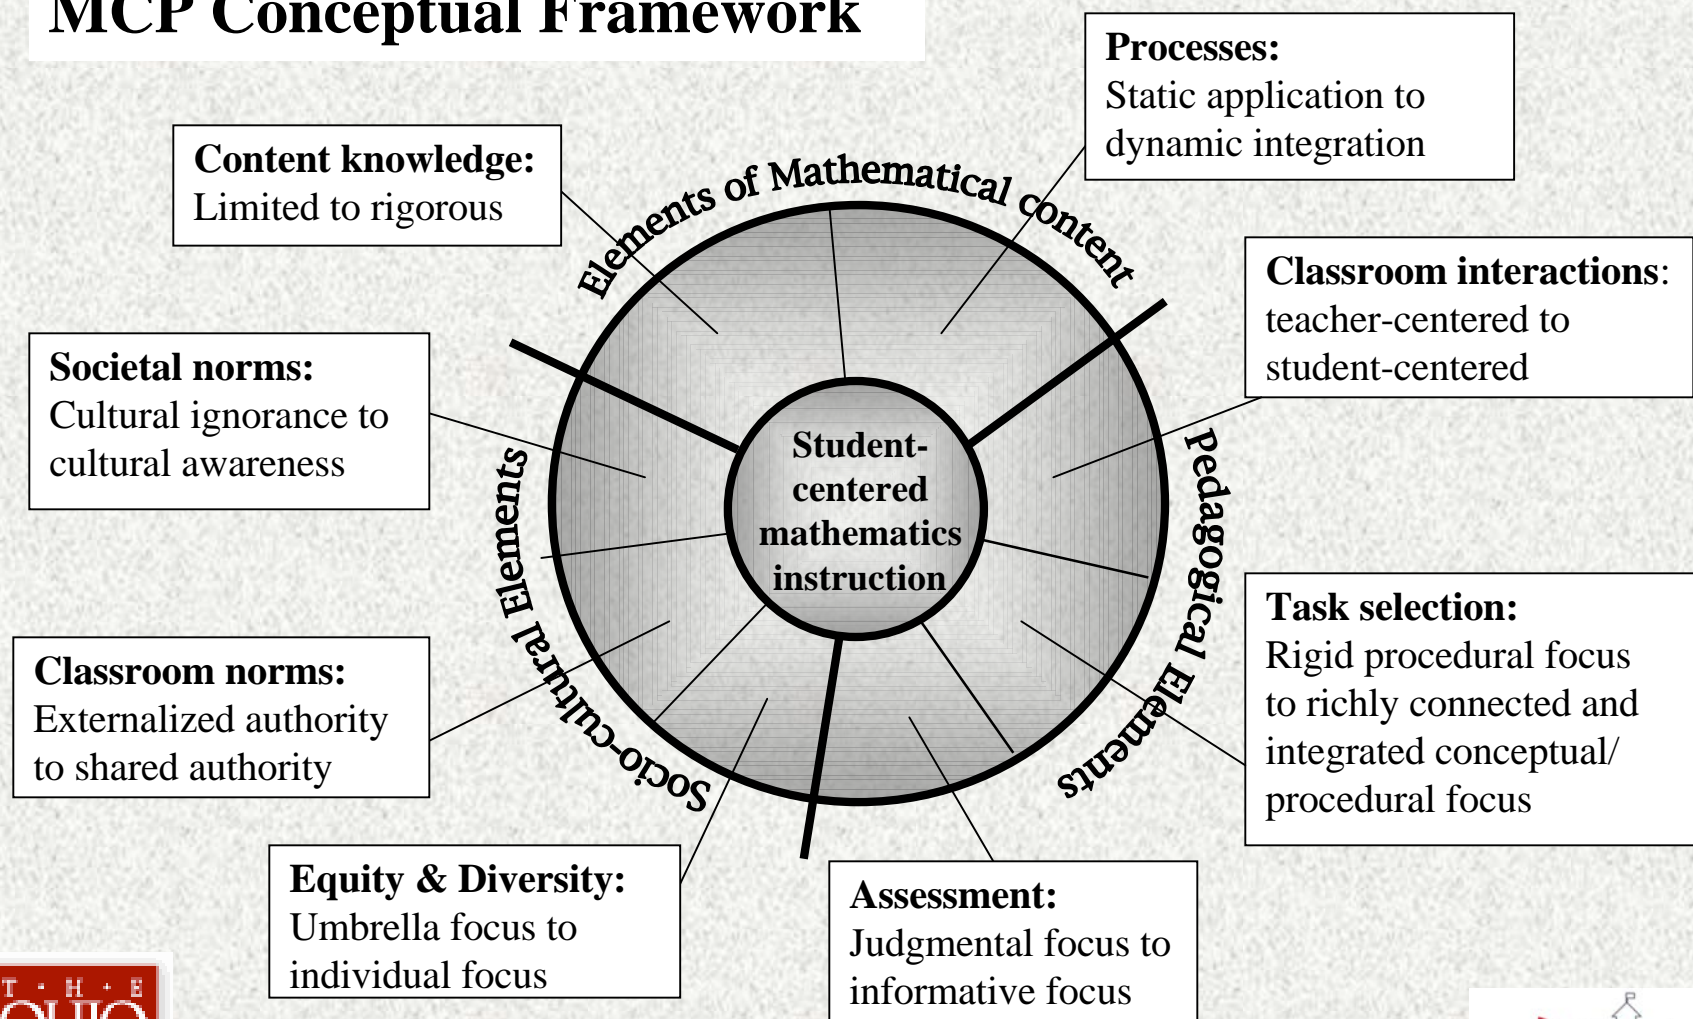 MCP Conceptual Framework
Processes:
Static application to
dynamic integration
Content knowledge:
Limited to rigorous
Elements of Mathematical content
Classroom interactions:
teacher-centered to
student-centered
Societal norms:
Cultural ignorance to
cultural awareness
Student-
centered
mathematics
instruction
Pedagogical Elements
Socio-cultural Elements
Task selection:
Rigid procedural focus
to richly connected and
integrated conceptual/
procedural focus
Classroom norms:
Externalized authority
to shared authority
Equity & Diversity:
Umbrella focus to
individual focus
Assessment:
Judgmental focus to
informative focus
T · H · E
OHIO